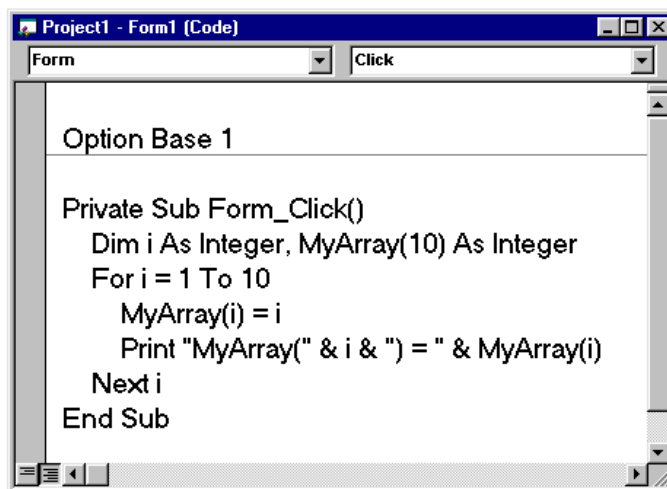 Project1 - Form1 (Code)
Form Click
Option Base 1
Private Sub Form_Click()
Dim i As Integer, MyArray(10) As Integer
For i = 1 To 10
MyArray(i) = i
Print "MyArray(" & i & ") = " & MyArray(i)
Next i
End Sub